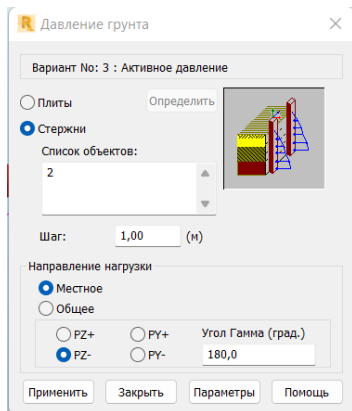 R Давление грунта
Вариант No: 3 : Активное давление
Плиты Определить
Стержни
Список объектов:
2
Шаг: 1,00 (м)
Направление нагрузки
Местное
Общее
PZ+ PY+ Угол Гамма (град.)
PZ- PY- 180,0
Применить Закрыть Параметры Помощь